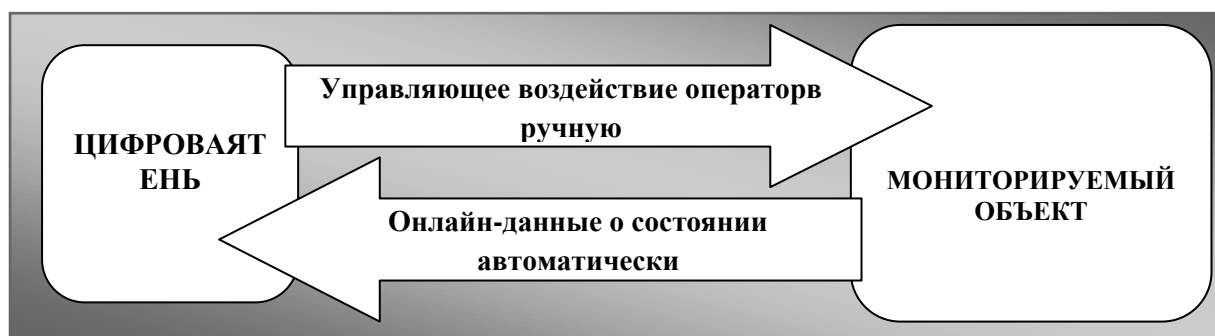 Управляющее воздействие операторв
ручную
ЦИФРОВАЯТ
ЕНЬ
МОНИТОРИРУЕМЫЙ
ОБЪЕКТ
Онлайн-данные о состоянии
автоматически